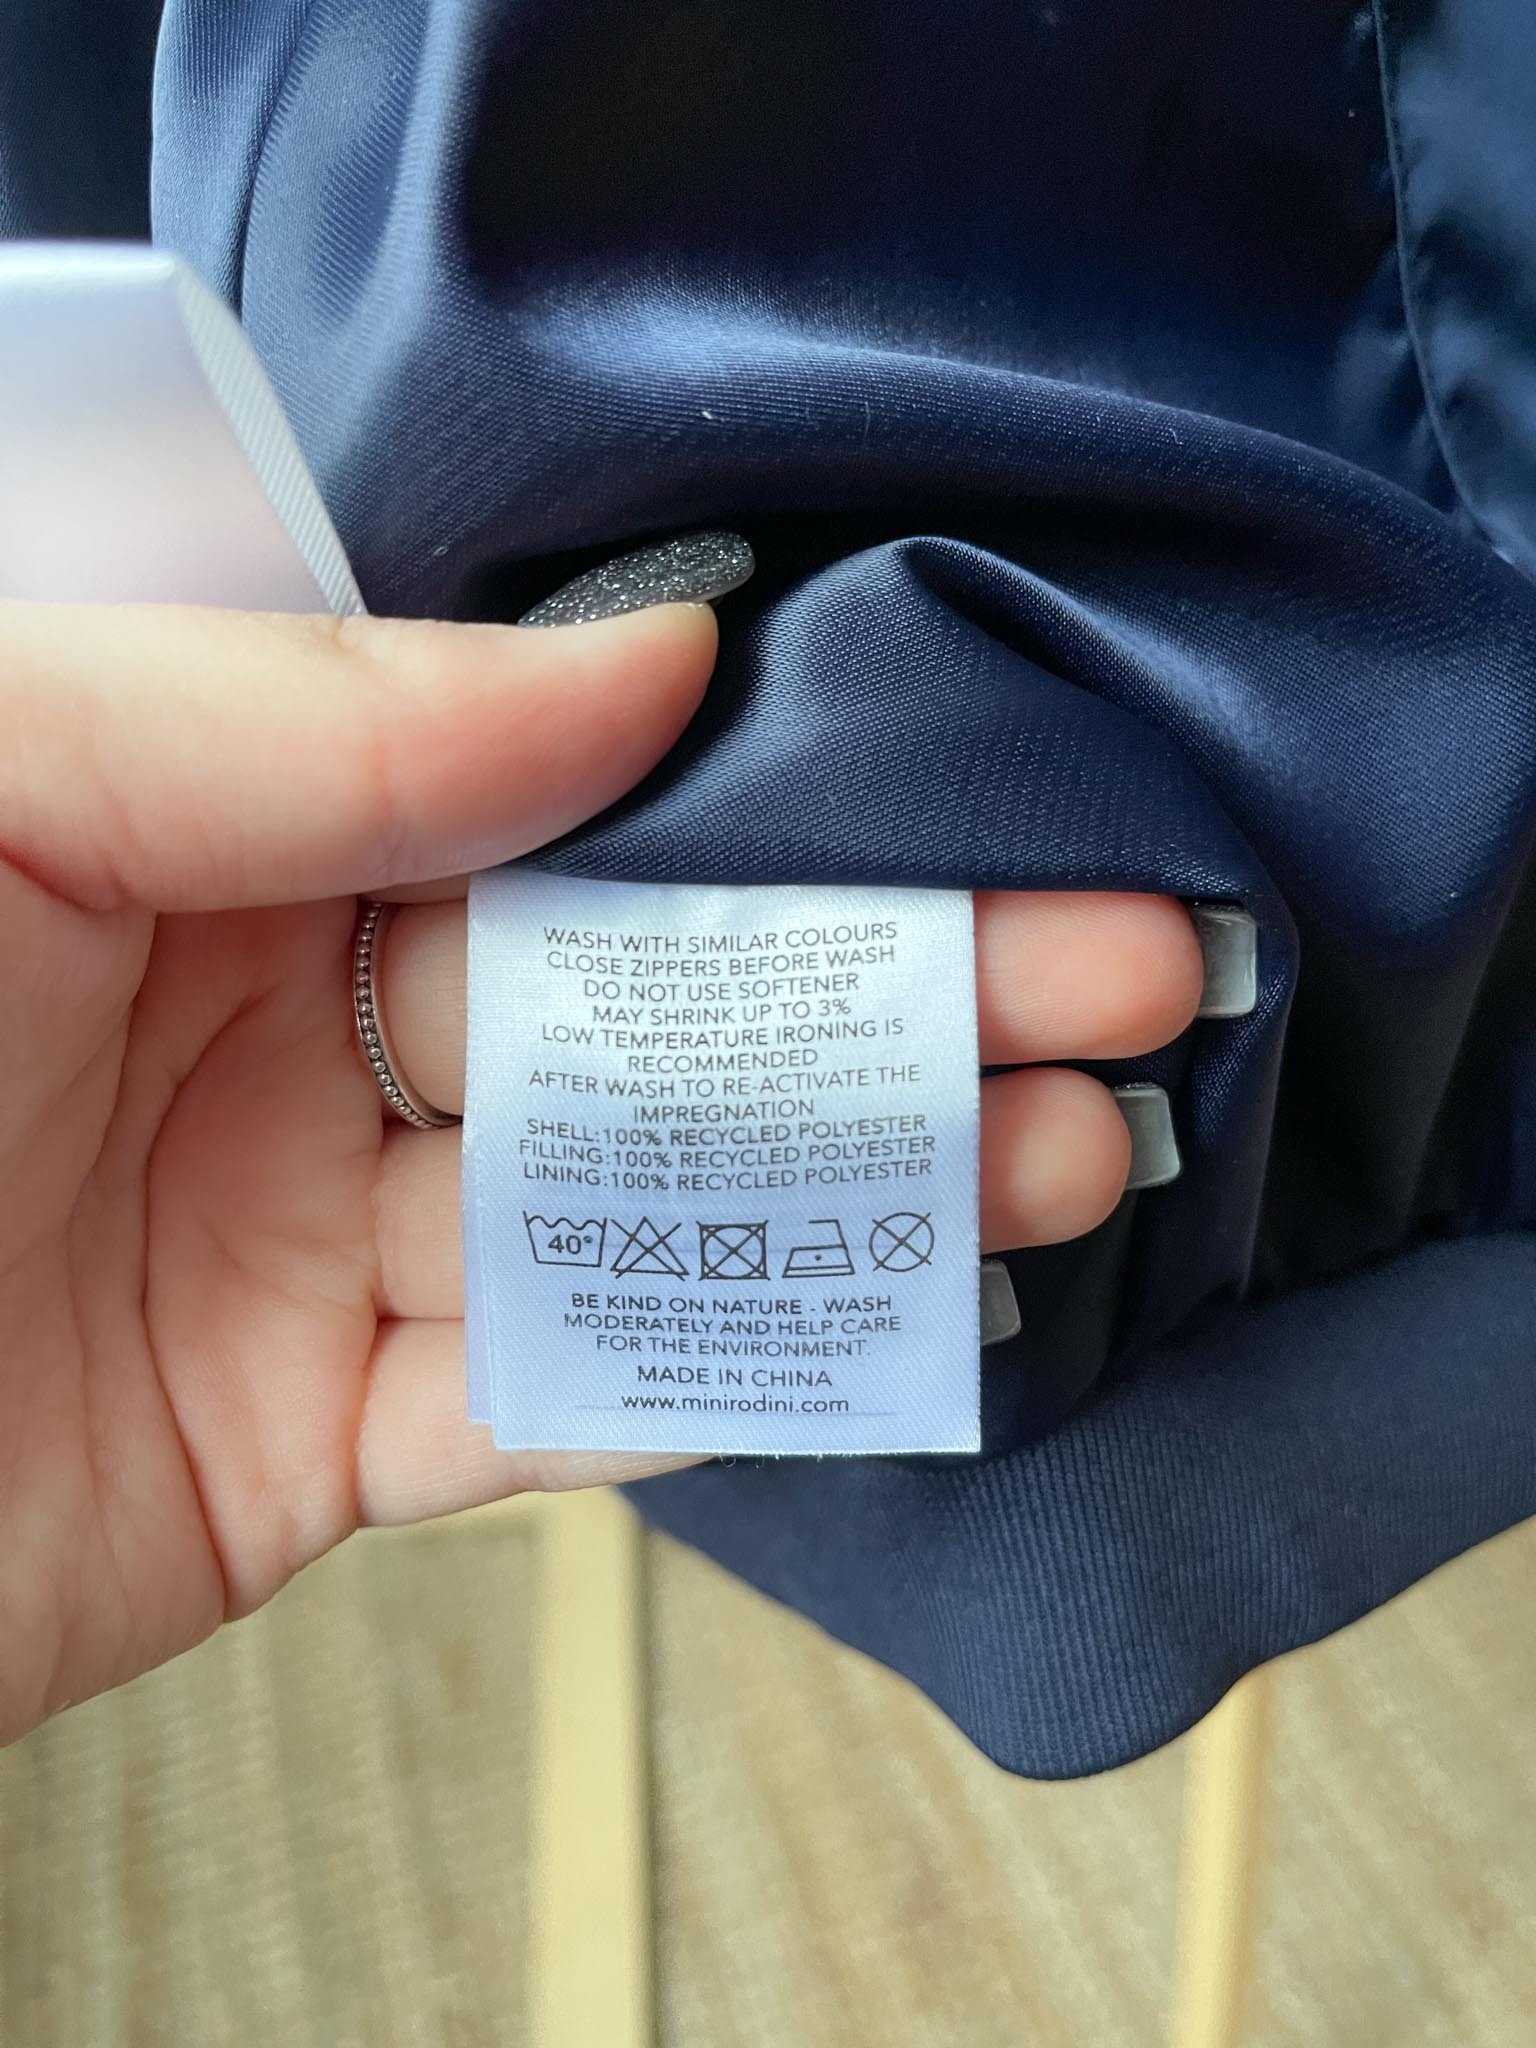 WASH WITH SIMILAR COLOURS
CLOSE ZIPPERS BEFORE WASH
DO NOT USE SOFTENER
MAY SHRINK UP TO 3%
LOW TEMPERATURE IRONING IS
RECOMMENDED
AFTER WASH TO RE-ACTIVATE THE
IMPREGNATION
SHELL:100% RECYCLED POLYESTER
FILLING:100% RECYCLED POLYESTER
LINING:100% RECYCLED POLYESTER
40°
BE KIND ON NATURE - WASH
MODERATELY AND HELP CARE
FOR THE ENVIRONMENT.
MADE IN CHINA
www.minirodini.com